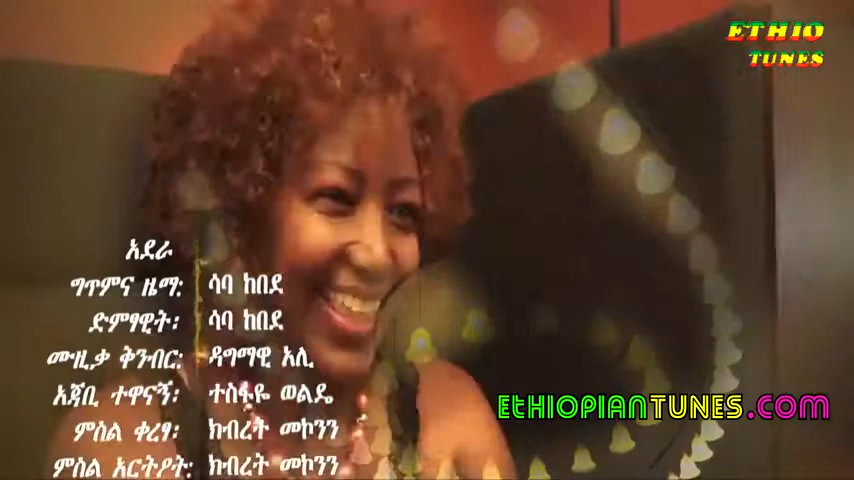 ETHIO
TUNES
አደራ
ግጥምና ዜማ: ሳባ ከበደ
ድምፃዊት: ሳባ ከበደ
ሙዚቃ ቅንብር: ዳግማዊ አሊ
አጃቢ ተዋናኝ: ተስፋዬ ወልዴ
ምስል ቀረፃ: ክብረት መኮንን
ምስል አርትዖት: ክብረት መኮንን
ETHIOPIANTUNES.COM